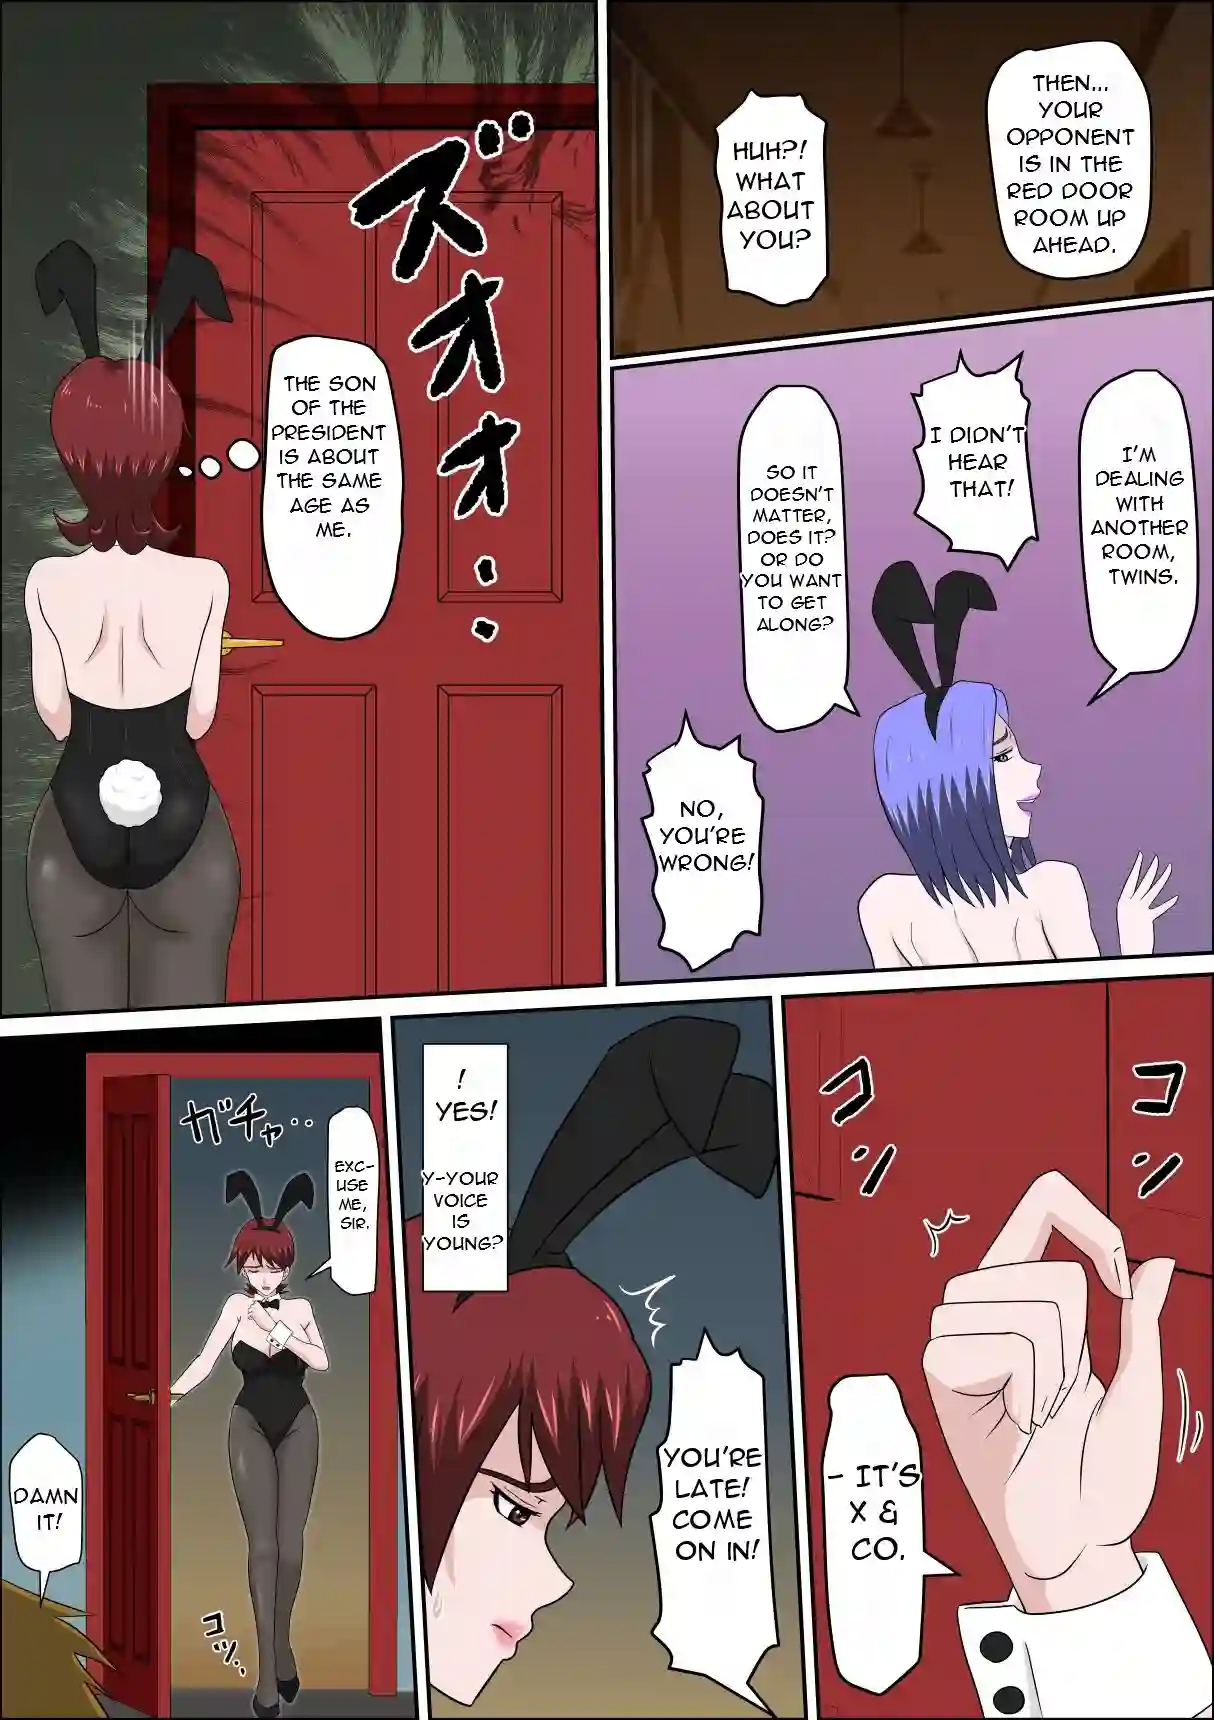 THEN...
YOUR
OPPONENT
IS IN THE
RED DOOR
ROOM UP
AHEAD.
HUH?!
WHAT
ABOUT
YOU?
I'M
DEALING
WITH
ANOTHER
ROOM,
TWINS.
I DIDN'T
HEAR
THAT!
SO IT
DOESN'T
MATTER,
DOES IT?
OR DO
YOU WANT
TO GET
ALONG?
NO,
YOU'RE
WRONG!
ズオオ・・
THE SON
OF THE
PRESIDENT
IS ABOUT
THE SAME
AGE AS
ME.
コン
コン
- IT'S
X &
CO.
YOU'RE
LATE!
COME
ON IN!
!
YES!
Y-YOUR
VOICE
IS
YOUNG?
ガチャ・・
EXC-
USE
ME,
SIR.
コツ・・
DAMN
IT!